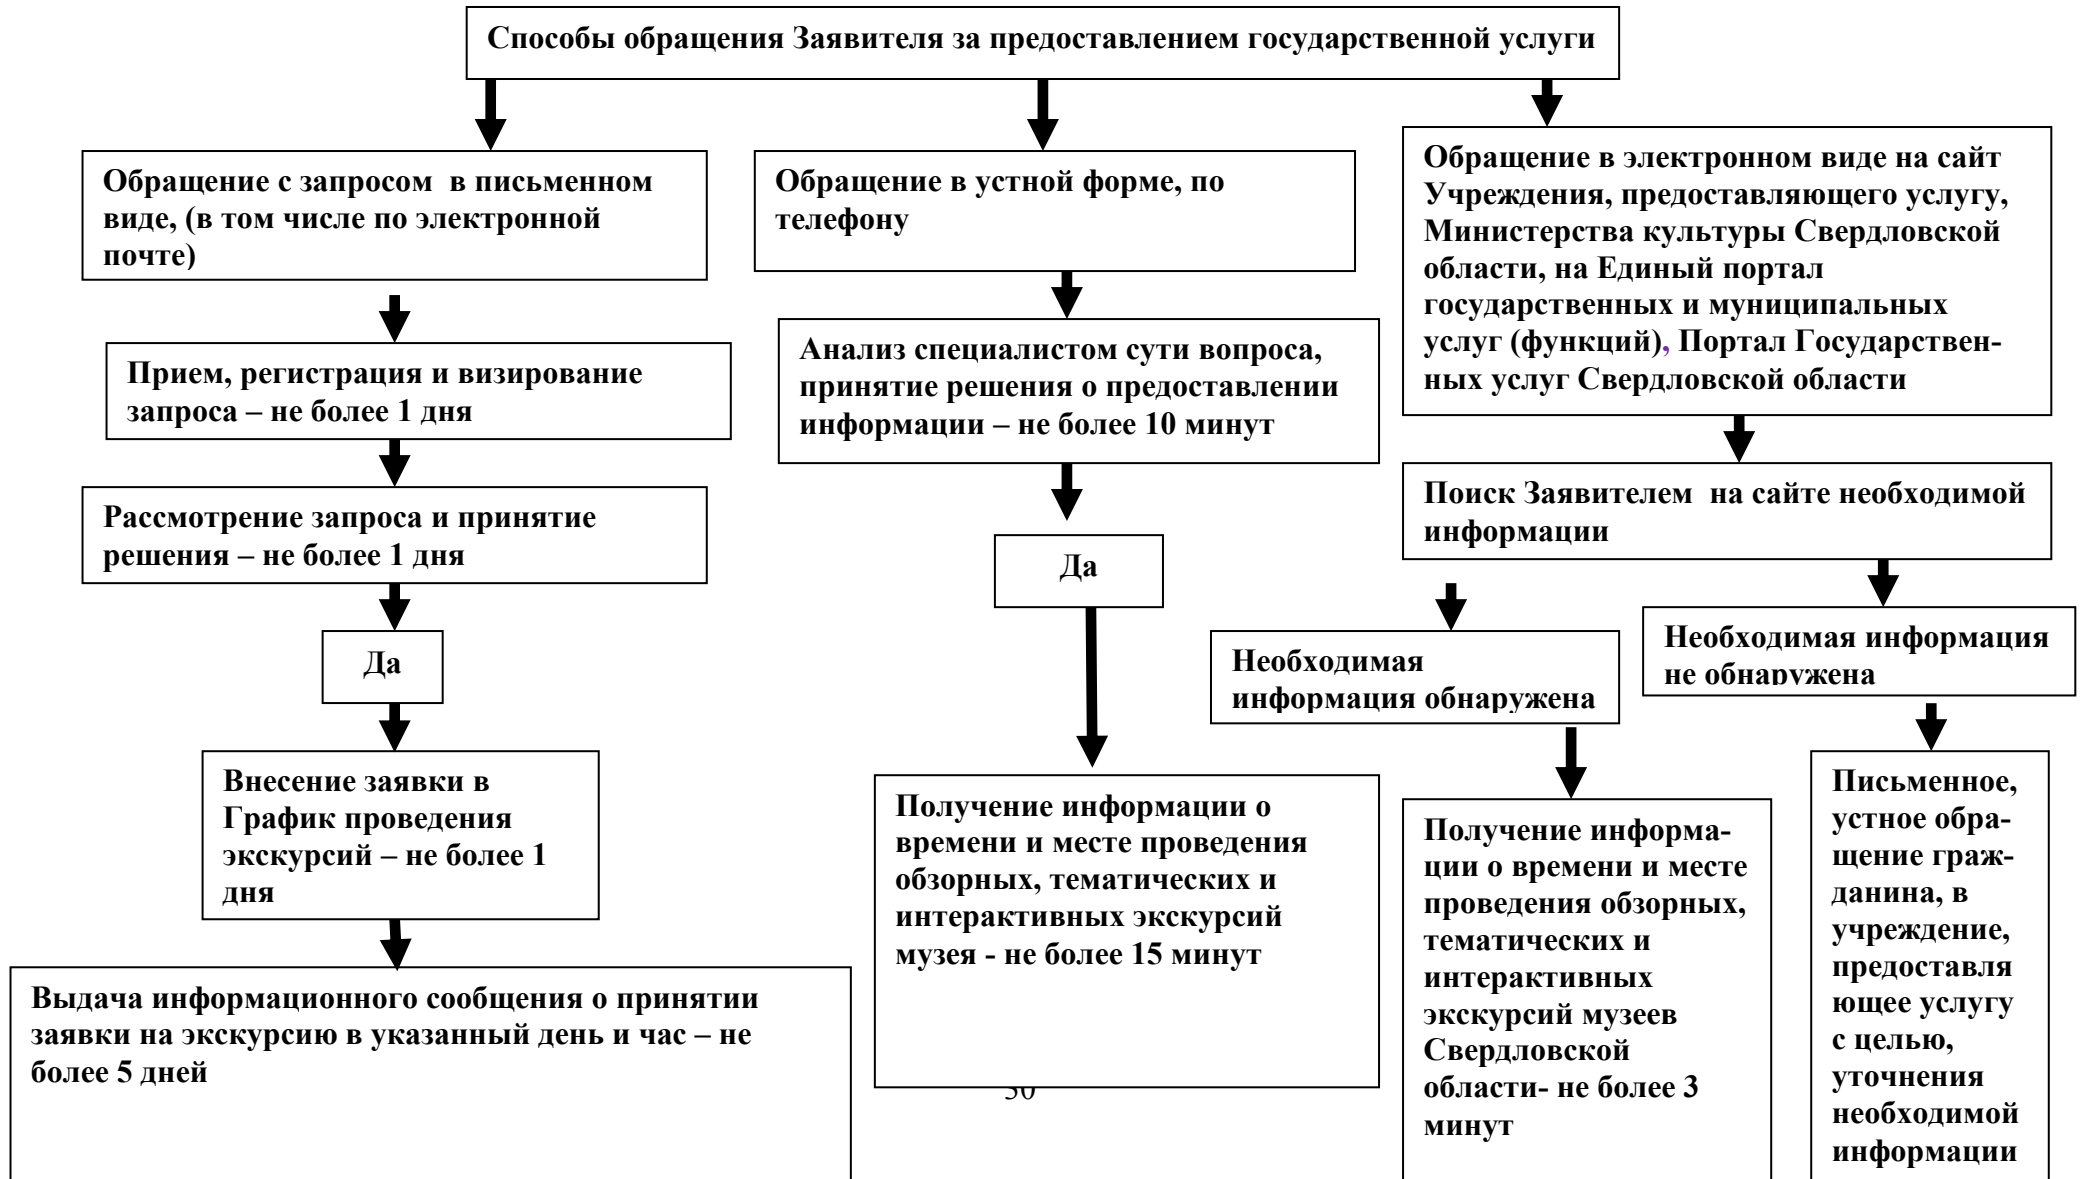 Способы обращения Заявителя за предоставлением государственной услуги
Обращение с запросом  в письменном
виде, (в том числе по электронной
почте)
Прием, регистрация и визирование
запроса – не более 1 дня
Рассмотрение запроса и принятие
решения – не более 1 дня
Да
Внесение заявки в
График проведения
экскурсий – не более 1
дня
Выдача информационного сообщения о принятии
заявки на экскурсию в указанный день и час – не
более 5 дней
Обращение в устной форме, по
телефону
Анализ специалистом сути вопроса,
принятие решения о предоставлении
информации – не более 10 минут
Да
Получение информации о
времени и месте проведения
обзорных, тематических и
интерактивных экскурсий
музея - не более 15 минут
Обращение в электронном виде на сайт
Учреждения, предоставляющего услугу,
Министерства культуры Свердловской
области, на Единый портал
государственных и муниципальных
услуг (функций), Портал Государствен-
ных услуг Свердловской области
Поиск Заявителем  на сайте необходимой
информации
Необходимая
информация обнаружена
Получение информа-
ции о времени и месте
проведения обзорных,
тематических и
интерактивных
экскурсий музеев
Свердловской
области- не более 3
минут
Необходимая информация
не обнаружена
Письменное,
устное обра-
щение граж-
данина, в
учреждение,
предоставля
ющее услугу
с целью,
уточнения
необходимой
информации